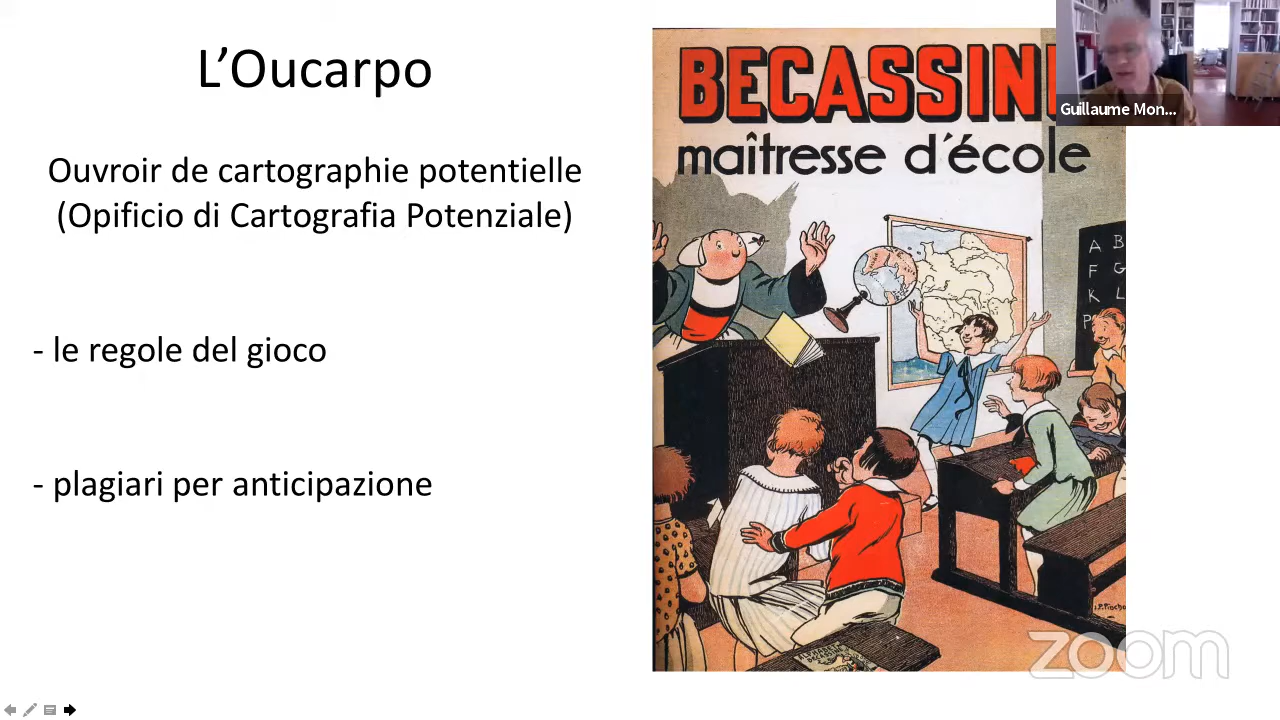 L’Oucarpo
Ouvroir de cartographie potentielle
(Opificio di Cartografia Potenziale)
- le regole del gioco
- plagiari per anticipazione
BECASSIN
maîtresse d´école
Guillaume Mon...
A B
F G
K L
P
zoom